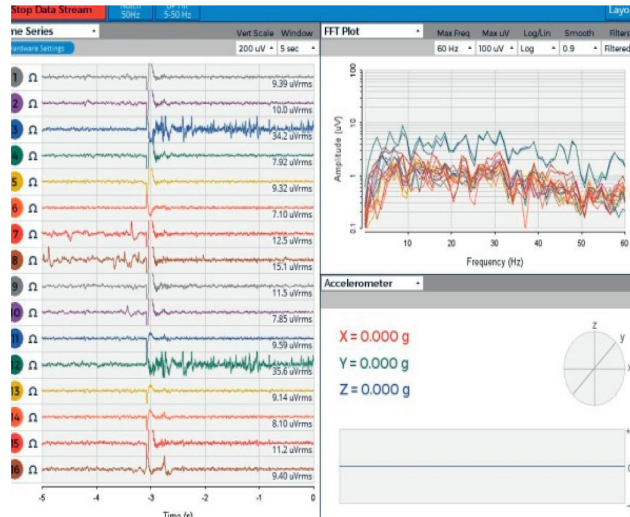 Stop Data Stream
Notch
50Hz
BP Filt
5-50 Hz
Layo
me Series
Vert Scale Window
Hardware Settings
200 uV 5 sec
1 Ω 9.39 uVrms
2 Ω 10.0 uVrms
3 Ω 34.2 uVrms
4 Ω 7.92 uVrms
5 Ω 9.32 uVrms
6 Ω 7.10 uVrms
7 Ω 12.5 uVrms
8 Ω 15.1 uVrms
9 Ω 11.5 uVrms
10 Ω 7.85 uVrms
11 Ω 9.59 uVrms
12 Ω 35.6 uVrms
13 Ω 9.14 uVrms
14 Ω 8.10 uVrms
15 Ω 11.2 uVrms
16 Ω 9.40 uVrms
-5 -4 -3 -2 -1 0
Time (s)
FFT Plot
Max Freq Max uV Log/Lin Smooth Filters
60 Hz 100 uV Log 0.9 Filtered
Amplitude (uV)
100
10
1
0.1
10 20 30 40 50 60
Frequency (Hz)
Accelerometer
X = 0.000 g
Y = 0.000 g
Z = 0.000 g
z
y
x